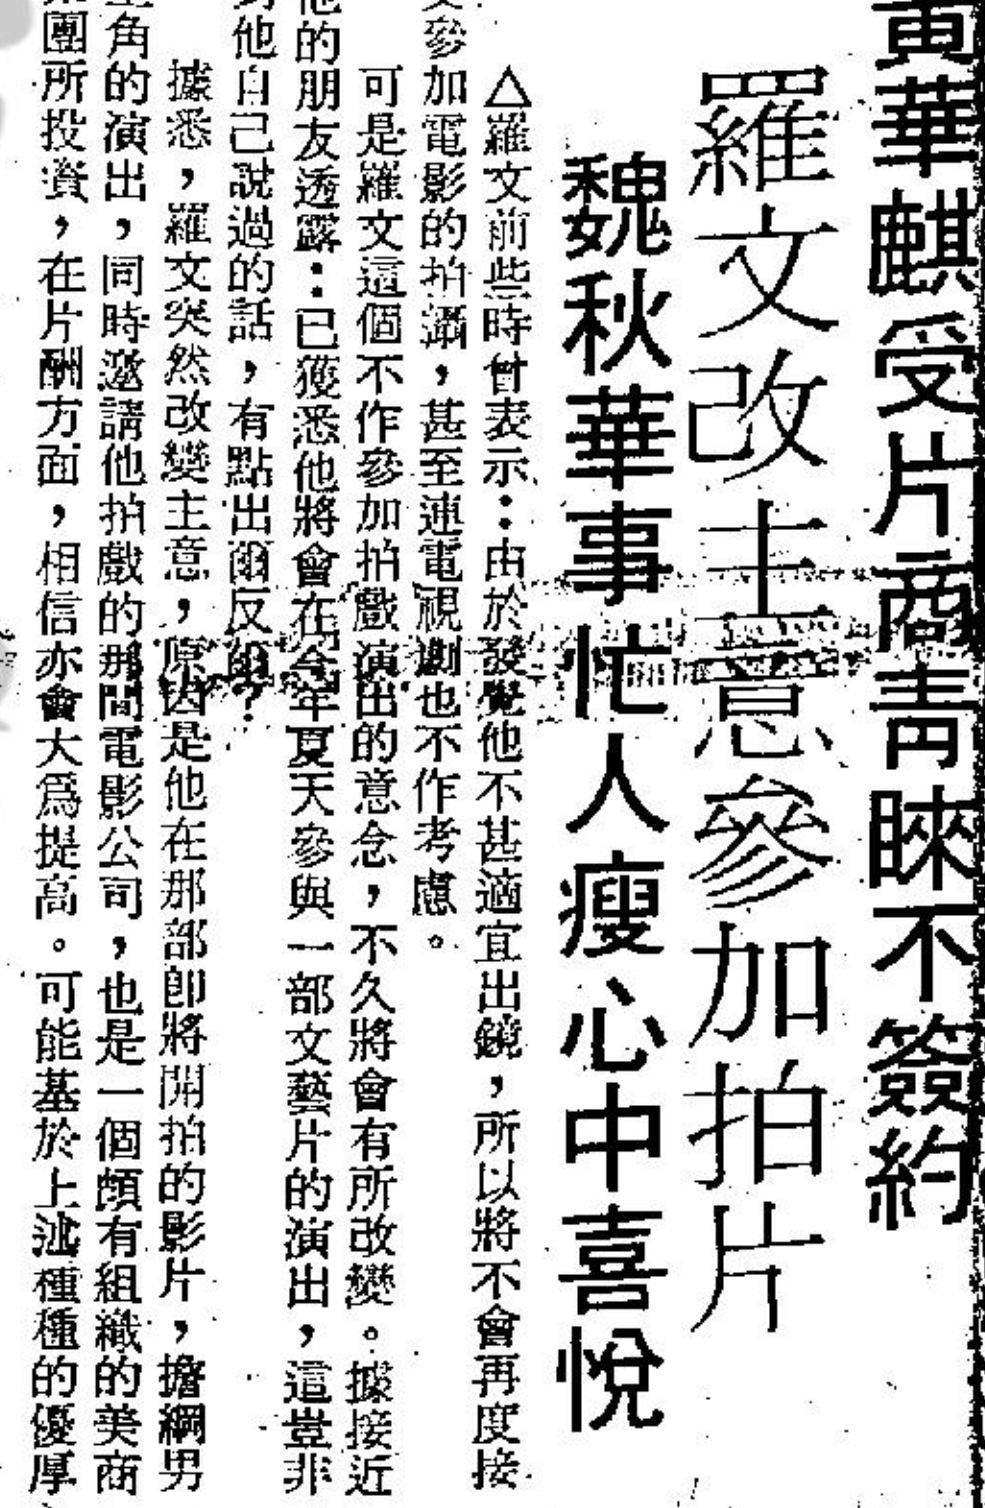 黄華麒受片商青睞不簽約
羅文改主意參加拍片
魏秋華事忙人瘦心中喜悅
△羅文前些時曾表示：由於發覺他不甚適宜出鏡，所以將不會再度接
參加電影的拍攝，甚至連電視劇也不作考慮。
可是羅文這個不作參加拍戲演出的意念，不久將會有所改變。據接近
他的朋友透露：已獲悉他將會在今年夏天參與一部文藝片的演出，這豈非
他自己說過的話，有點出爾反爾？
據悉，羅文突然改變主意，原因是他在那部卽將開拍的影片，擔綱男
角的演出，同時邀請他拍戲的那間電影公司，也是一個頗有組織的美商
團所投資，在片酬方面，相信亦會大爲提高。可能基於上述種種的優厚